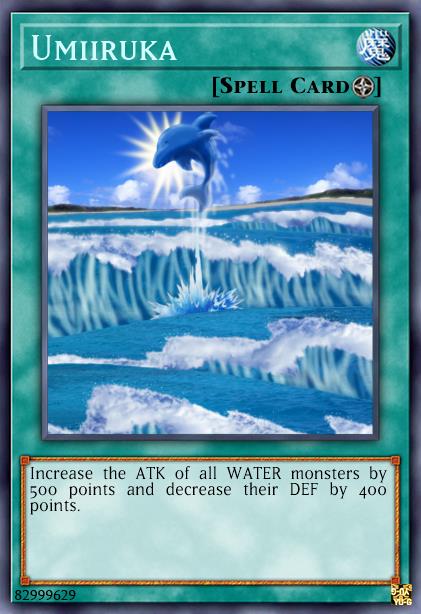 UMIIRUKA
魔
[SPELL CARD]
Increase the ATK of all WATER monsters by
500 points and decrease their DEF by 400
points.
82999629